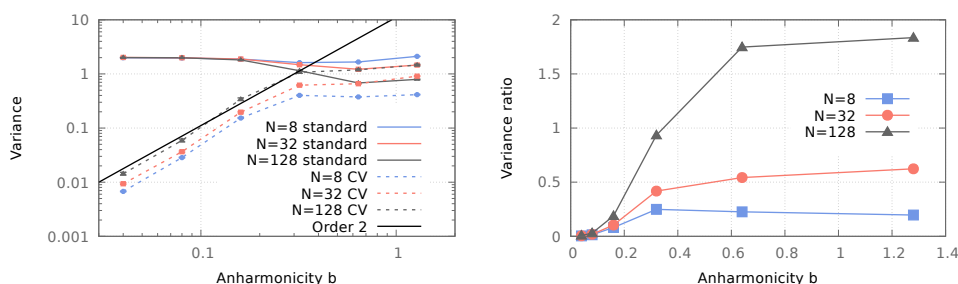 10
1
0.1
0.01
0.001
Variance
N=8 standard
N=32 standard
N=128 standard
N=8 CV
N=32 CV
N=128 CV
Order 2
0.1
1
Anharmonicity b
2
1.5
1
0.5
0
Variance ratio
N=8
N=32
N=128
0
0.2
0.4
0.6
0.8
1
1.2
1.4
Anharmonicity b